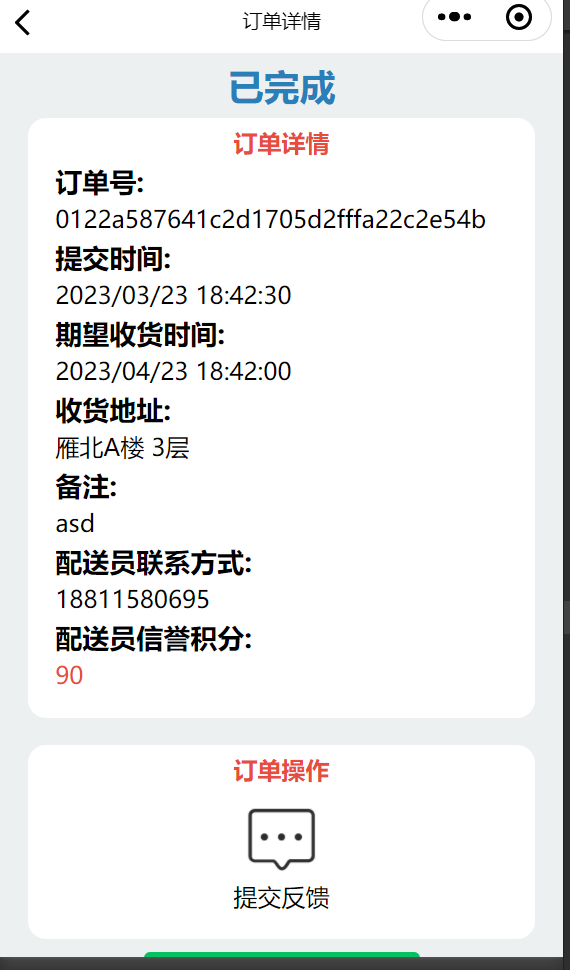 订单详情
已完成
订单详情
订单号:
0122a587641c2d1705d2fffa22c2e54b
提交时间:
2023/03/23 18:42:30
期望收货时间:
2023/04/23 18:42:00
收货地址:
雁北A楼 3层
备注:
asd
配送员联系方式:
18811580695
配送员信誉积分:
90
订单操作
提交反馈